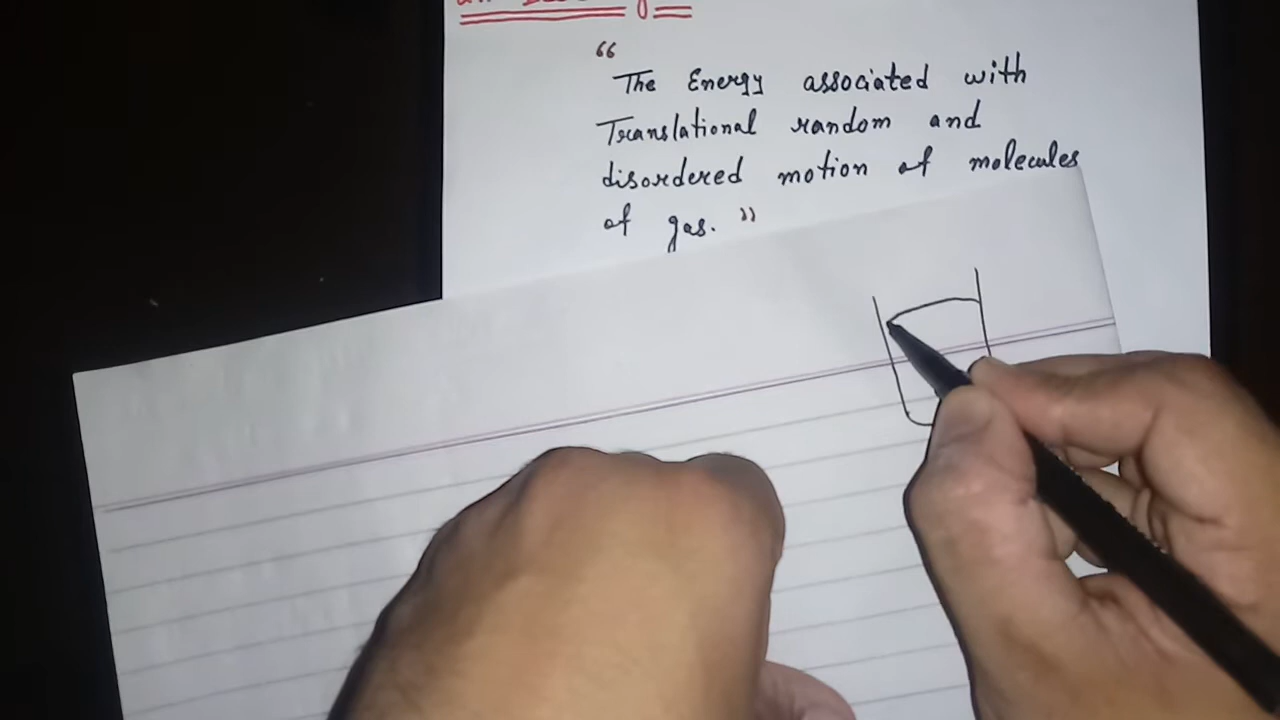 “
The Energy associated with
Translational random and
disordered motion of molecules
of gas. ”